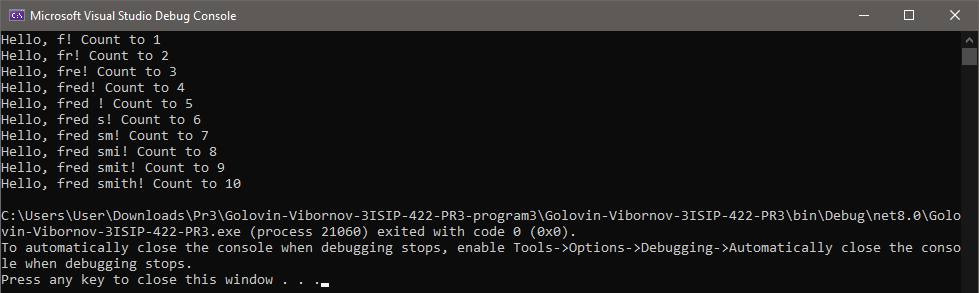 Microsoft Visual Studio Debug Console
Hello, f! Count to 1
Hello, fr! Count to 2
Hello, fre! Count to 3
Hello, fred! Count to 4
Hello, fred ! Count to 5
Hello, fred s! Count to 6
Hello, fred sm! Count to 7
Hello, fred smi! Count to 8
Hello, fred smit! Count to 9
Hello, fred smith! Count to 10
C:\Users\User\Downloads\Pr3\Golovin-Vibornov-3ISIP-422-PR3-program3\Golovin-Vibornov-3ISIP-422-PR3\bin\Debug\net8.0\Golo
vin-Vibornov-3ISIP-422-PR3.exe (process 21060) exited with code 0 (0x0).
To automatically close the console when debugging stops, enable Tools->Options->Debugging->Automatically close the conso
le when debugging stops.
Press any key to close this window . . .